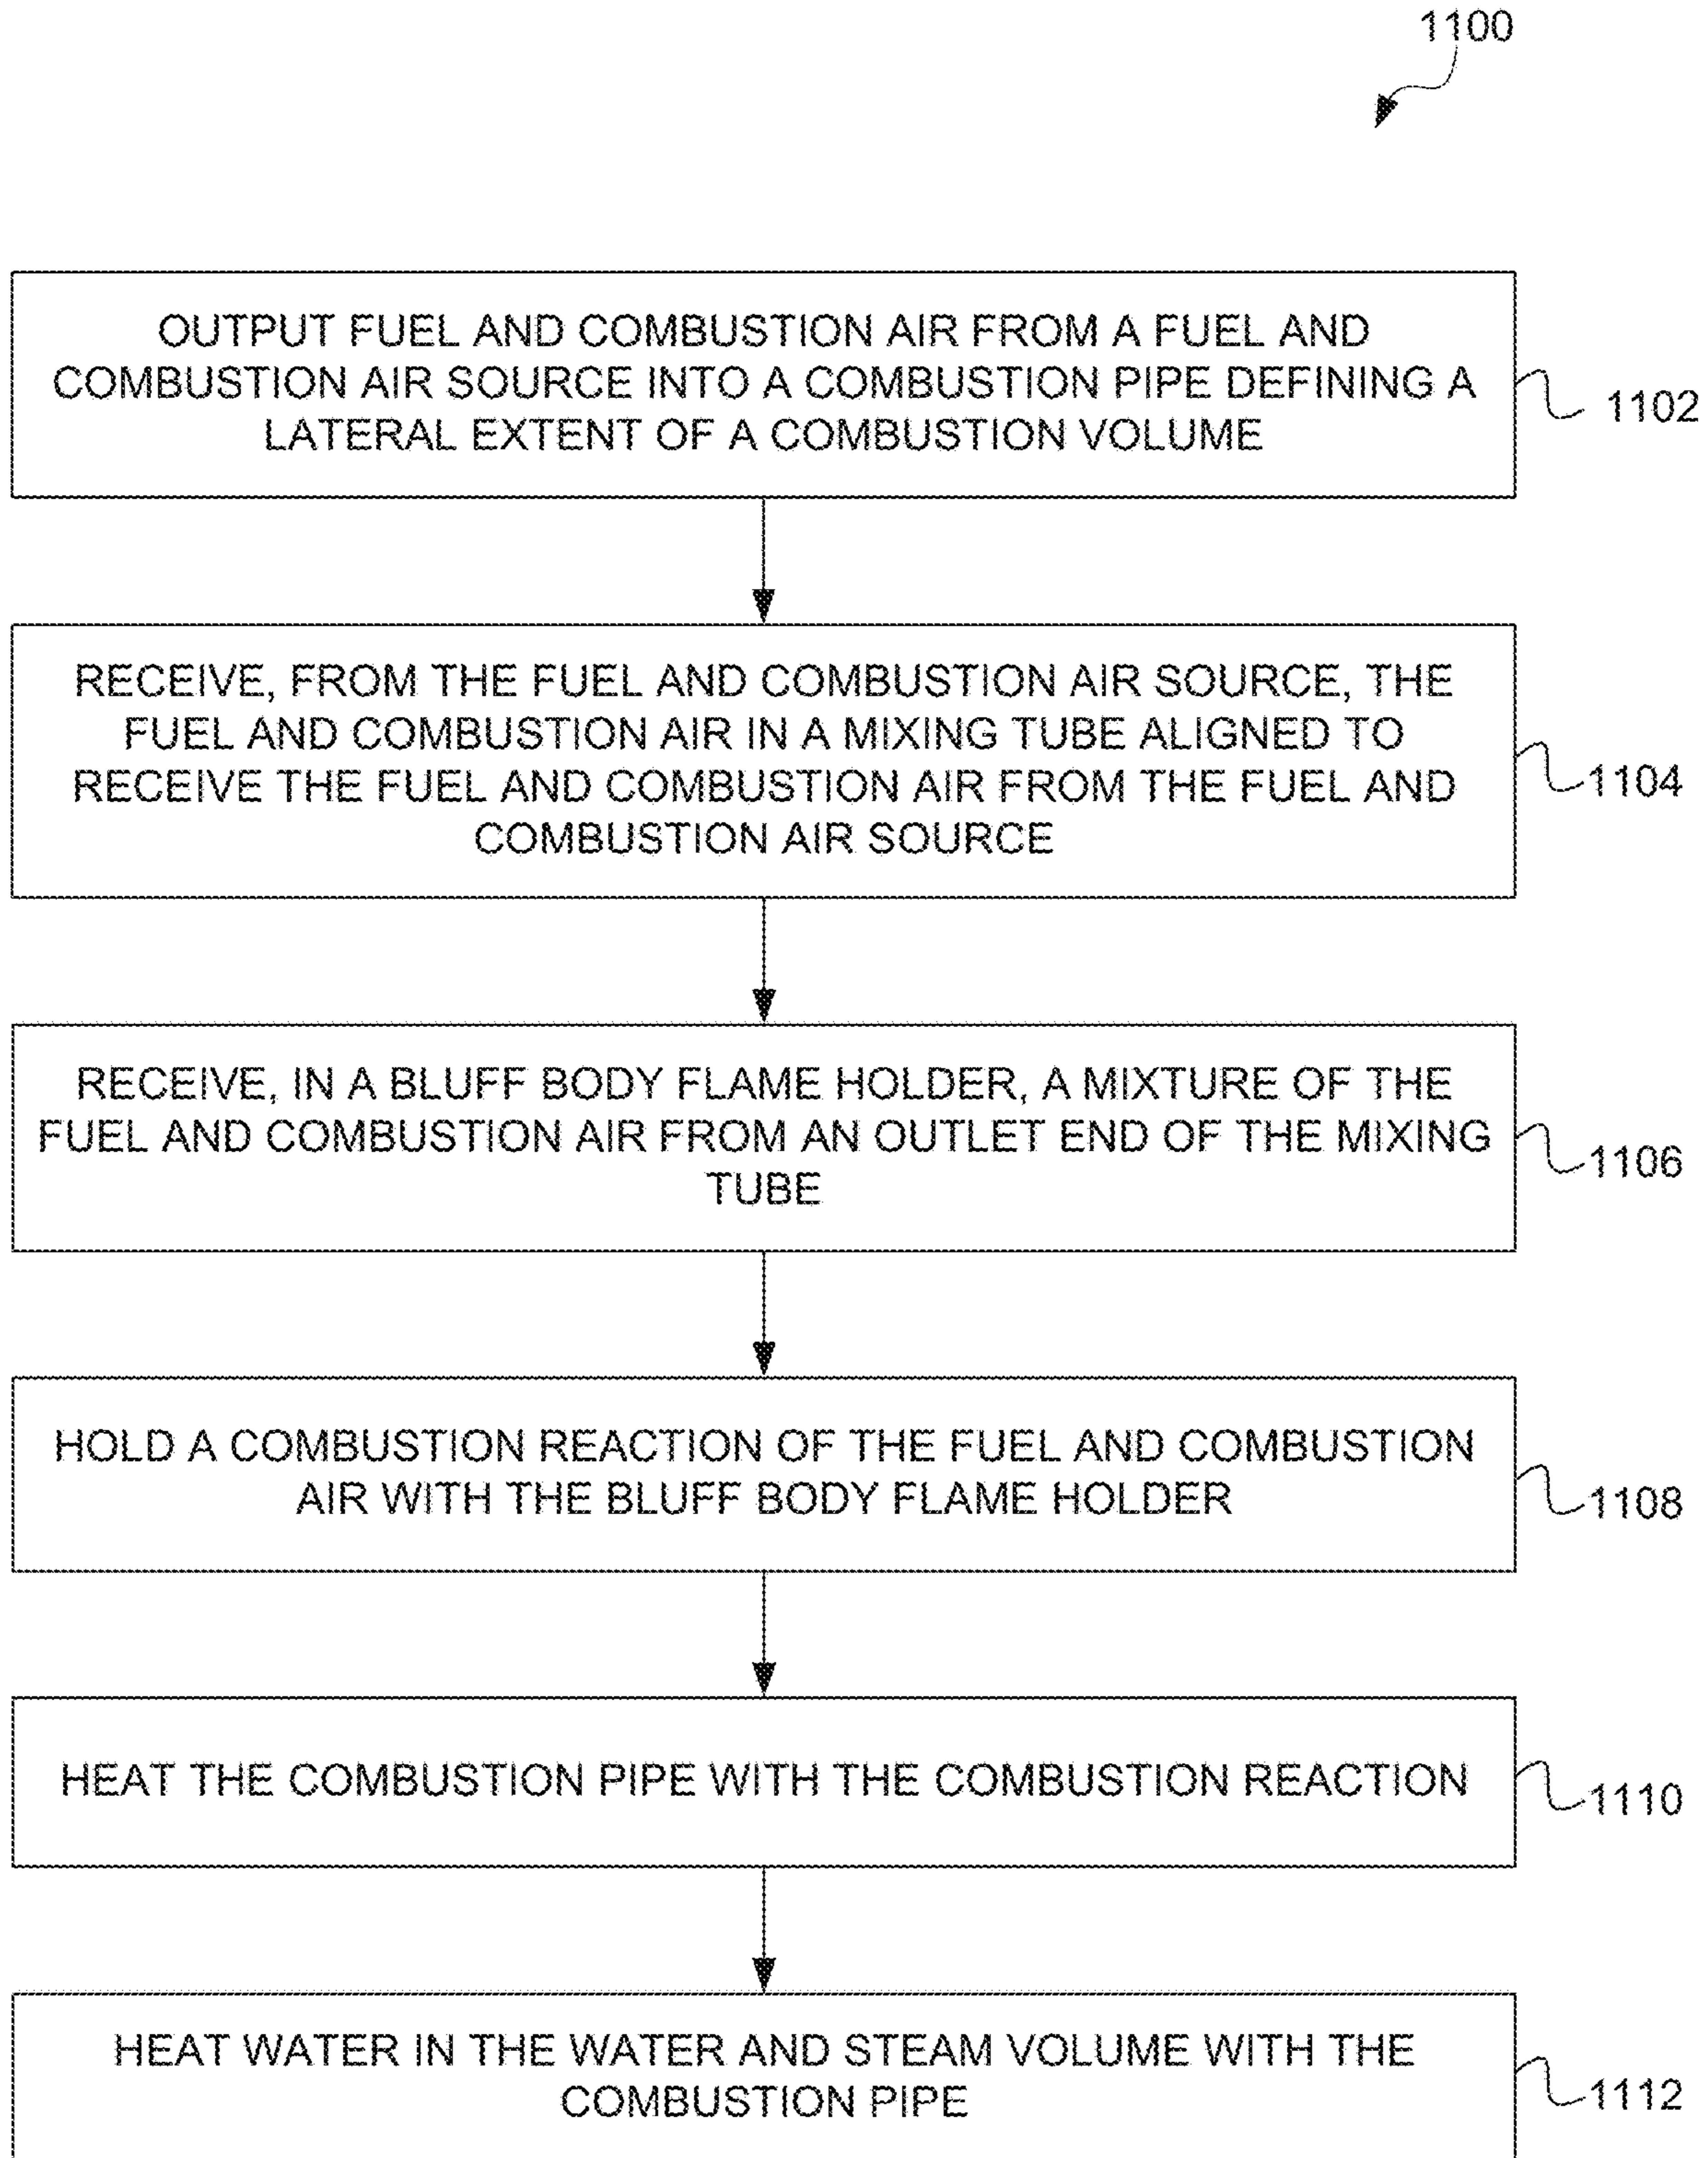 1100
OUTPUT FUEL AND COMBUSTION AIR FROM A FUEL AND
COMBUSTION AIR SOURCE INTO A COMBUSTION PIPE DEFINING A
LATERAL EXTENT OF A COMBUSTION VOLUME
1102
RECEIVE, FROM THE FUEL AND COMBUSTION AIR SOURCE, THE
FUEL AND COMBUSTION AIR IN A MIXING TUBE ALIGNED TO
RECEIVE THE FUEL AND COMBUSTION AIR FROM THE FUEL AND
COMBUSTION AIR SOURCE
1104
RECEIVE, IN A BLUFF BODY FLAME HOLDER, A MIXTURE OF THE
FUEL AND COMBUSTION AIR FROM AN OUTLET END OF THE MIXING
TUBE
1106
HOLD A COMBUSTION REACTION OF THE FUEL AND COMBUSTION
AIR WITH THE BLUFF BODY FLAME HOLDER
1108
HEAT THE COMBUSTION PIPE WITH THE COMBUSTION REACTION
1110
HEAT WATER IN THE WATER AND STEAM VOLUME WITH THE
COMBUSTION PIPE
1112